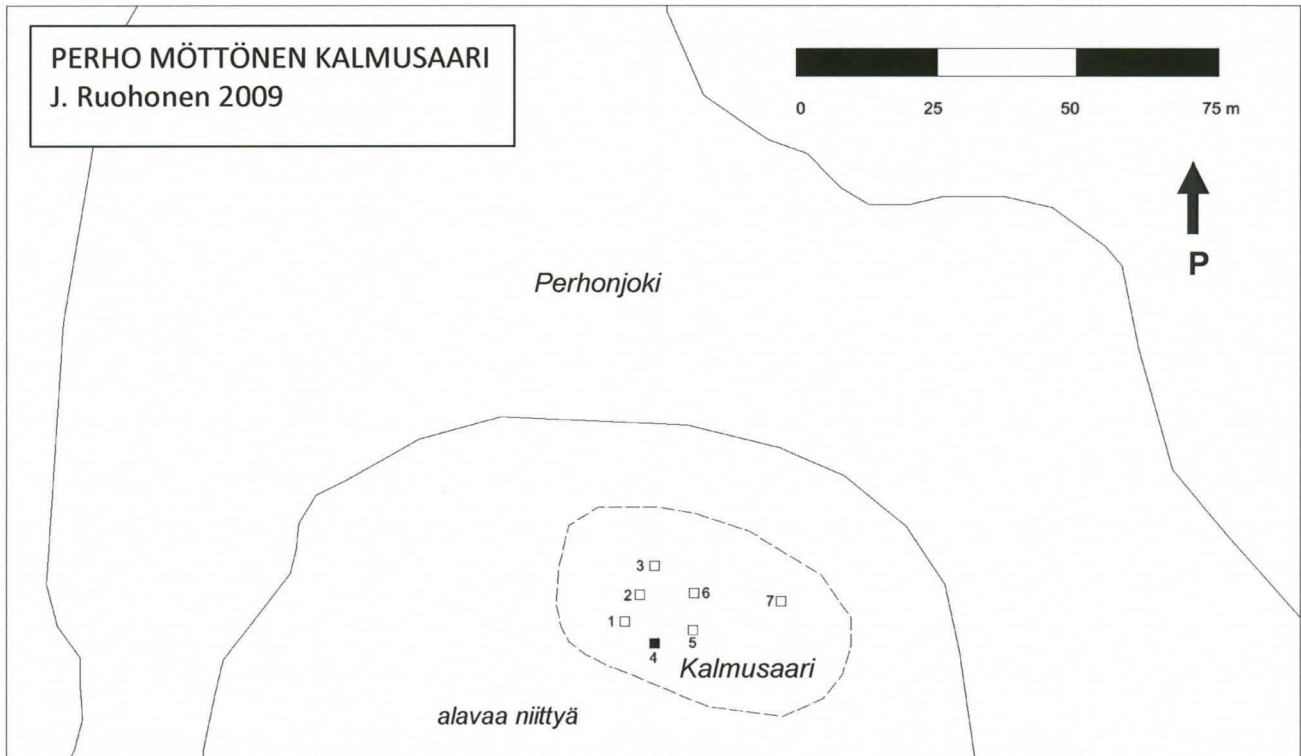 PERHO MÖTTÖNEN KALMUSAARI
J. Ruohonen 2009
0 25 50 75 m
P
Perhonjoki
3
2
6
7
1
5
4
Kalmusaari
alavaa niittyä